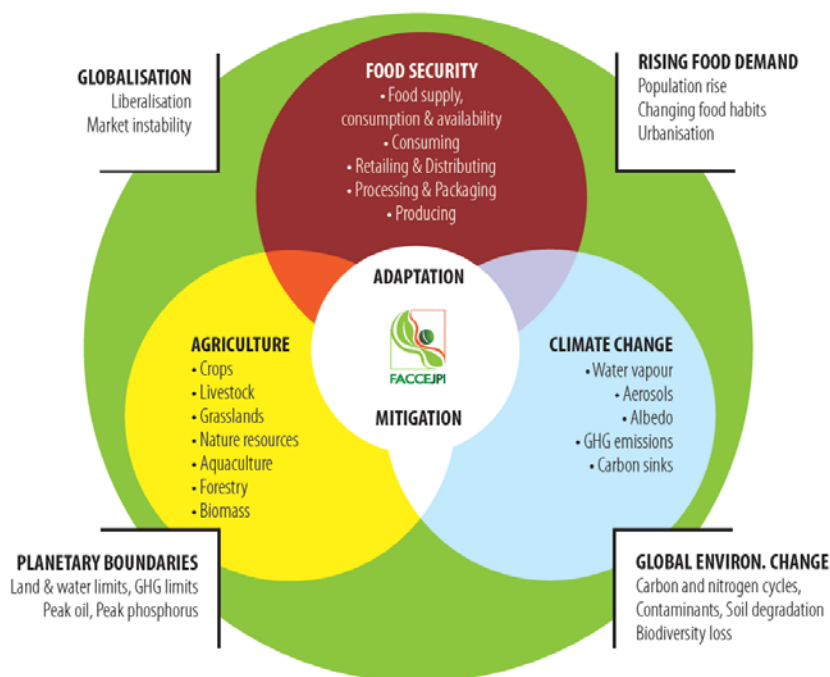 GLOBALISATION
Liberalisation
Market instability
FOOD SECURITY
• Food supply,
consumption & availability
• Consuming
• Retailing & Distributing
• Processing & Packaging
• Producing
RISING FOOD DEMAND
Population rise
Changing food habits
Urbanisation
ADAPTATION
FACCEJPI
MITIGATION
AGRICULTURE
• Crops
• Livestock
• Grasslands
• Nature resources
• Aquaculture
• Forestry
• Biomass
CLIMATE CHANGE
• Water vapour
• Aerosols
• Albedo
• GHG emissions
• Carbon sinks
PLANETARY BOUNDARIES
Land & water limits, GHG limits
Peak oil, Peak phosphorus
GLOBAL ENVIRON. CHANGE
Carbon and nitrogen cycles,
Contaminants, Soil degradation
Biodiversity loss